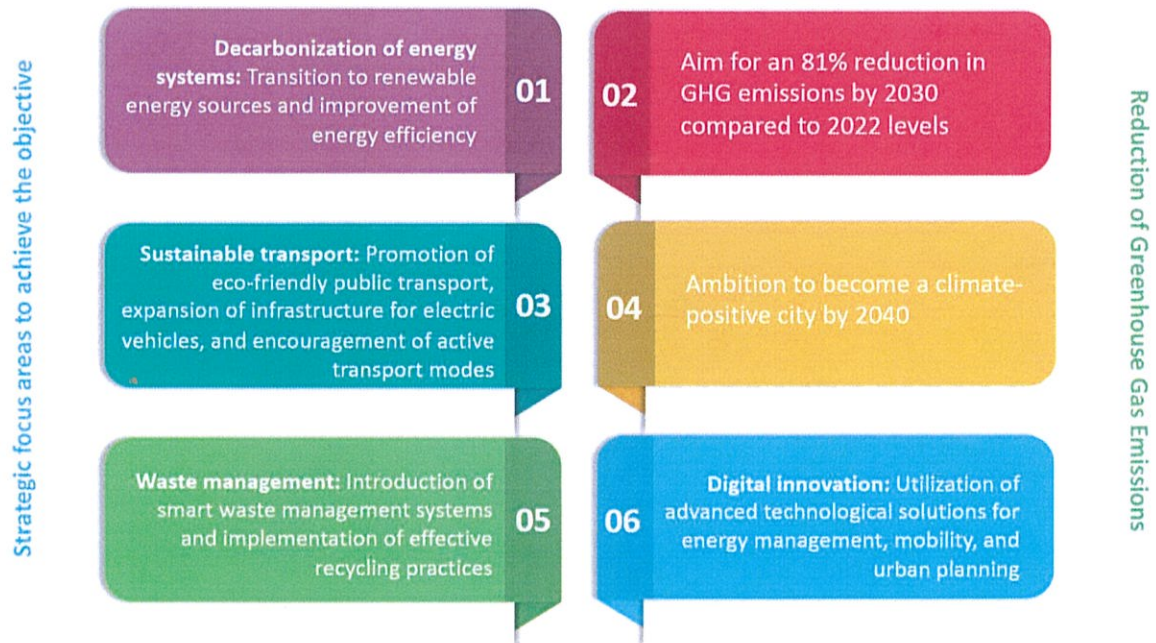 Strategic focus areas to achieve the objective
Decarbonization of energy
systems: Transition to renewable
energy sources and improvement of
energy efficiency
01
02
Aim for an 81% reduction in
GHG emissions by 2030
compared to 2022 levels
Sustainable transport: Promotion of
eco-friendly public transport,
expansion of infrastructure for electric
vehicles, and encouragement of active
transport modes
03
04
Ambition to become a climate-
positive city by 2040
Waste management: Introduction of
smart waste management systems
and implementation of effective
recycling practices
05
06
Digital innovation: Utilization of
advanced technological solutions for
energy management, mobility, and
urban planning
Reduction of Greenhouse Gas Emissions